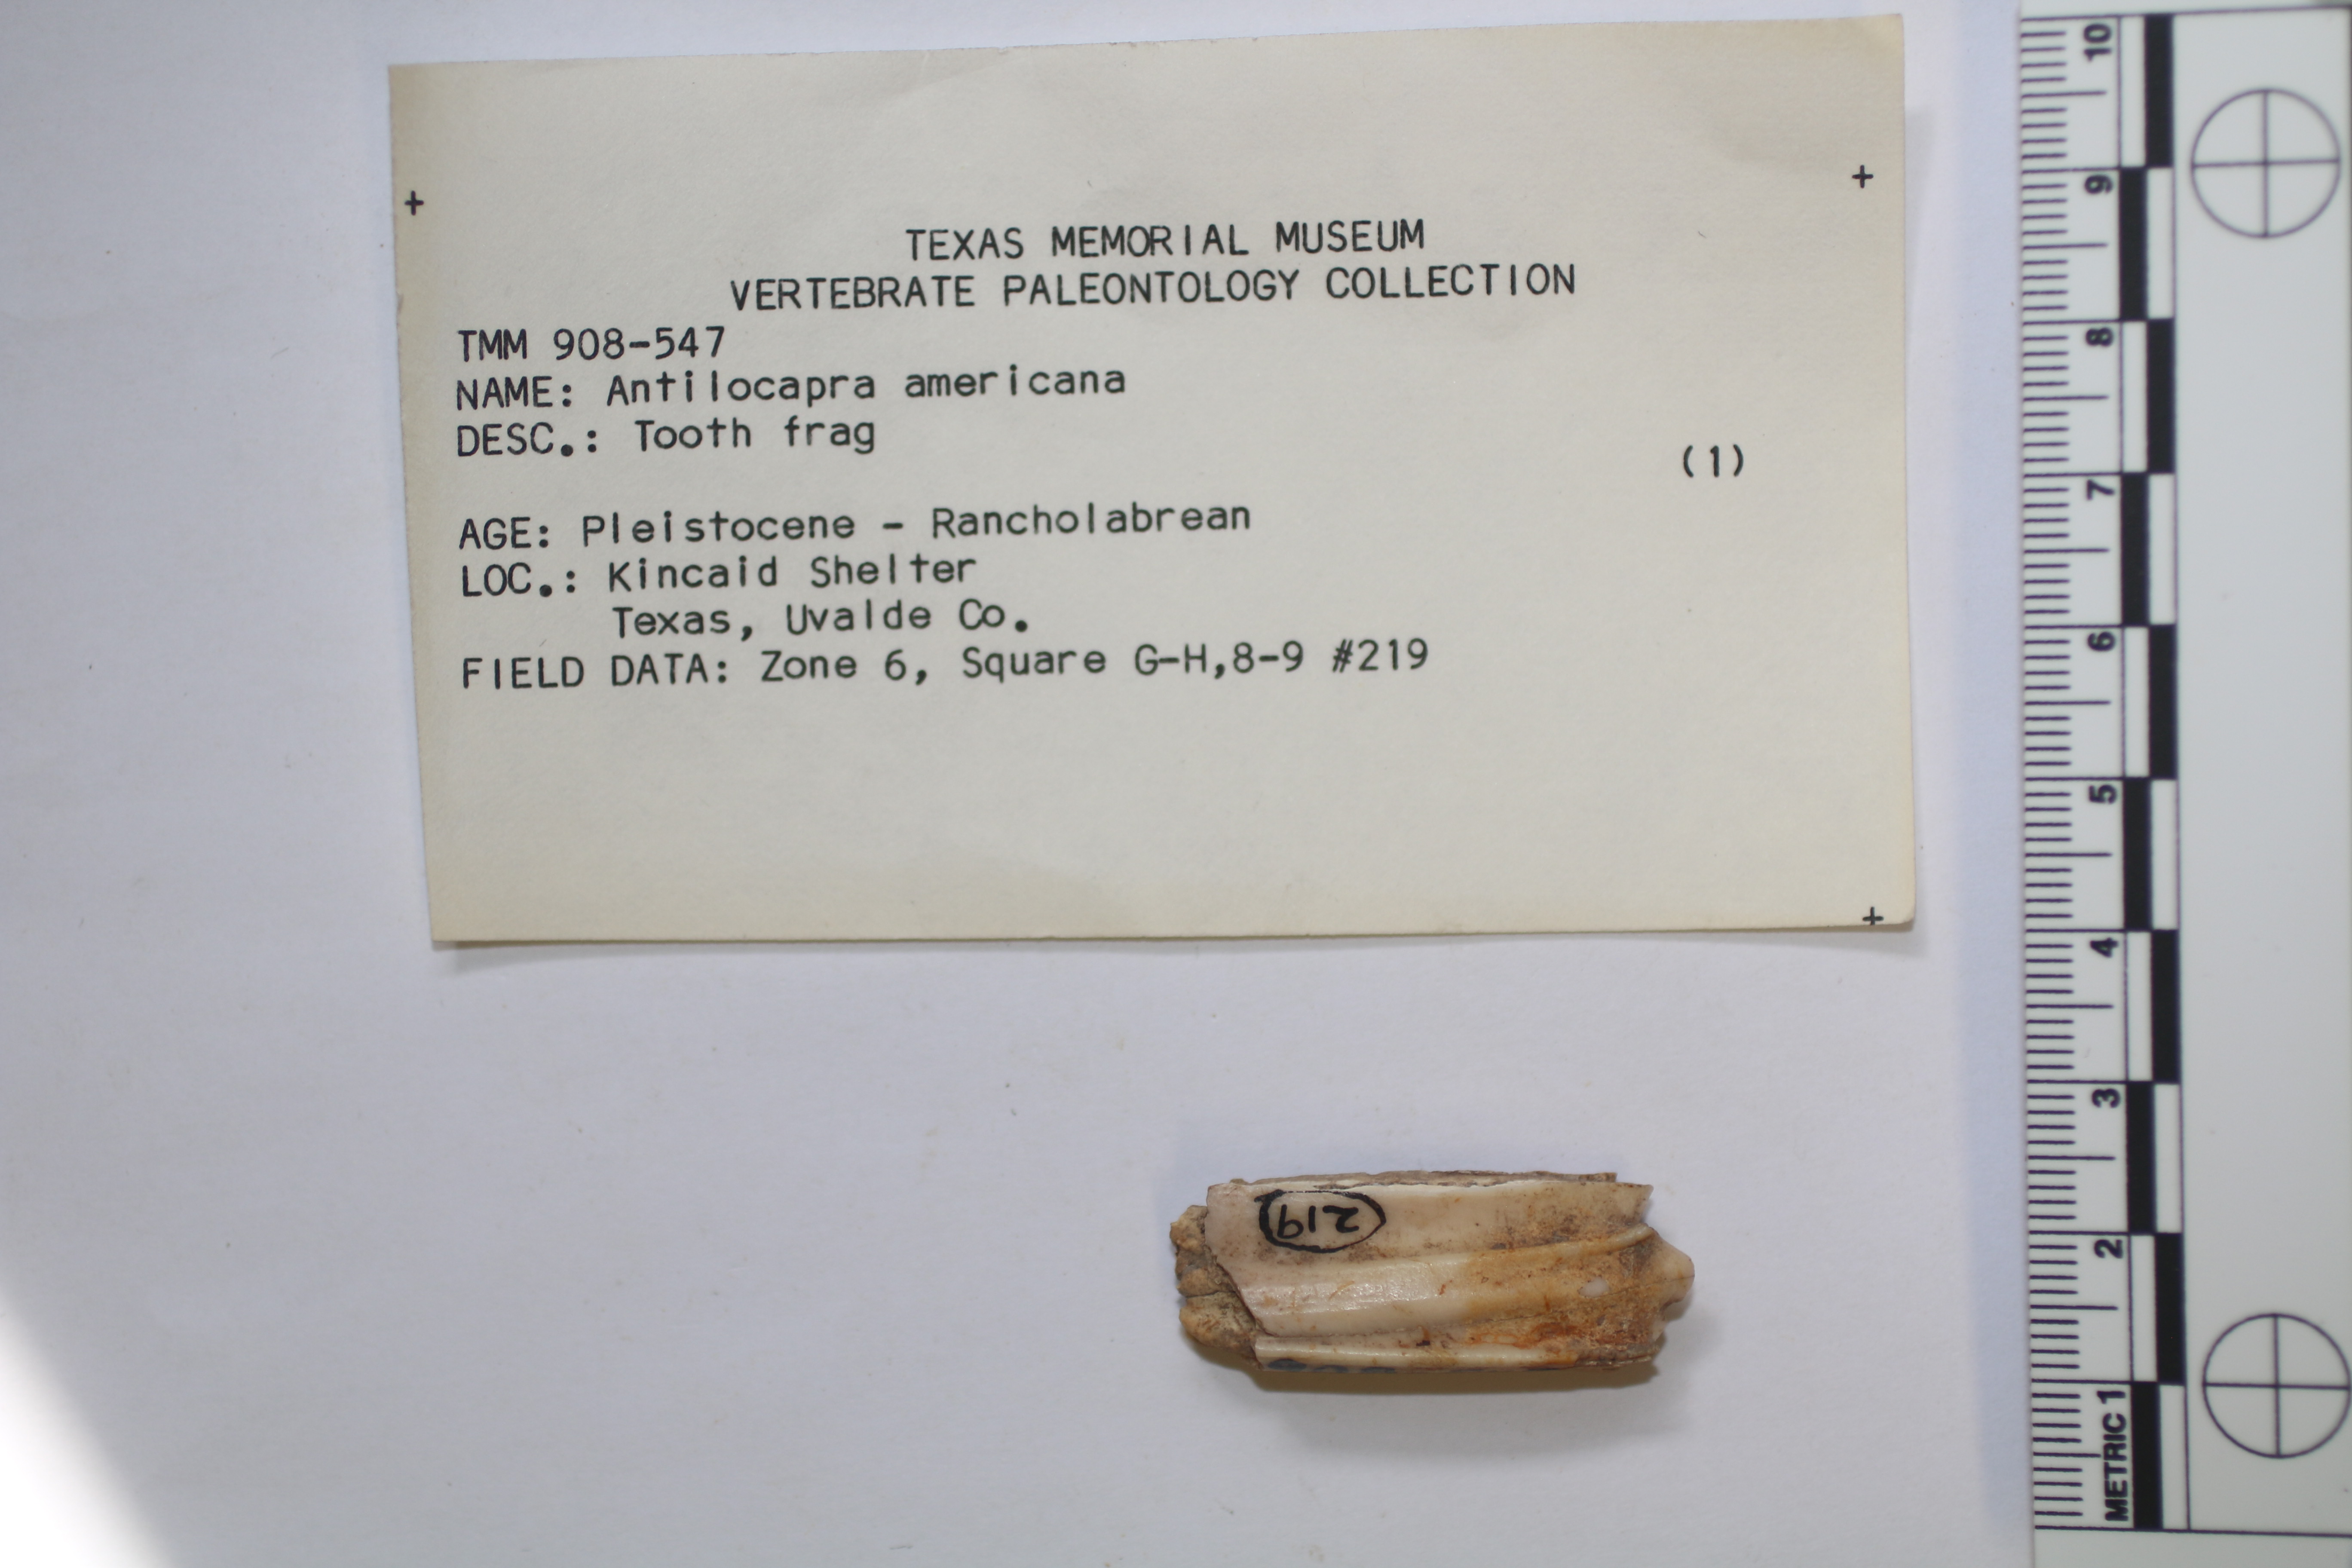 TEXAS MEMORIAL MUSEUM
VERTEBRATE PALEONTOLOGY COLLECTION
TMM 908-547
NAME: Antilocapra americana
DESC.: Tooth frag
(1)
AGE: Pleistocene - Rancholabrean
LOC.: Kincaid Shelter
Texas, Uvalde Co.
FIELD DATA: Zone 6, Square G-H,8-9 #219
219
10
9
8
7
6
5
4
3
2
METRIC 1